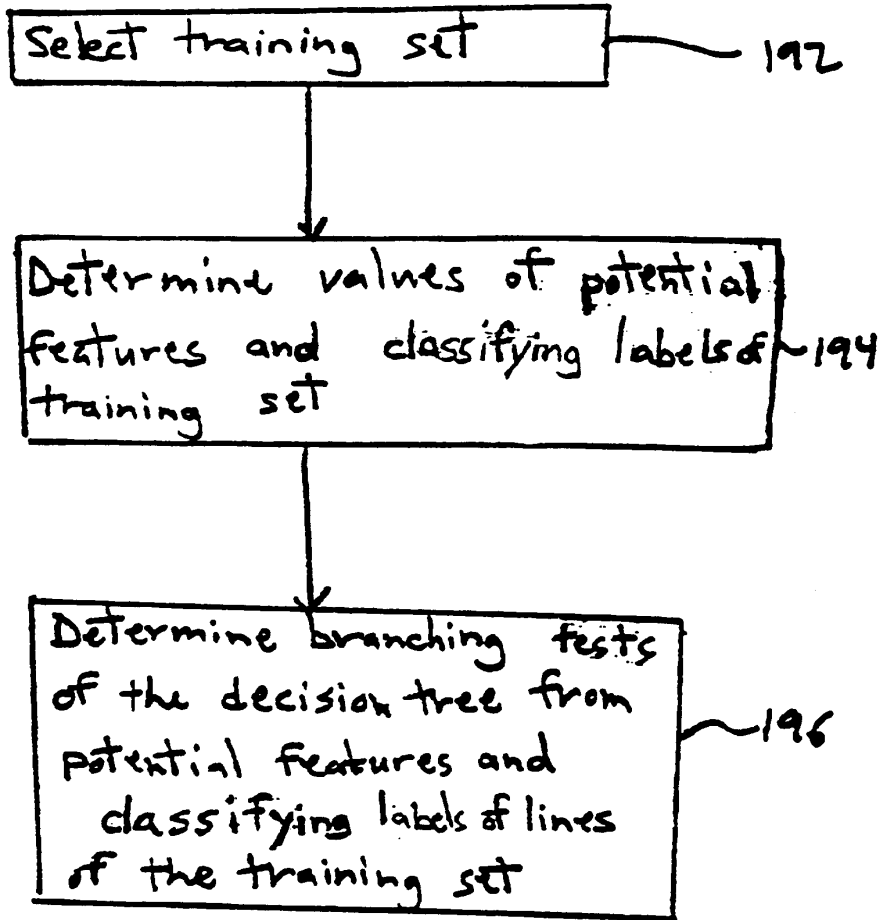 Select training set
192
Determine values of potential
features and classifying labels of
194
training set
Determine branching tests
of the decision tree from
196
potential features and
classifying labels of lines
of the training set